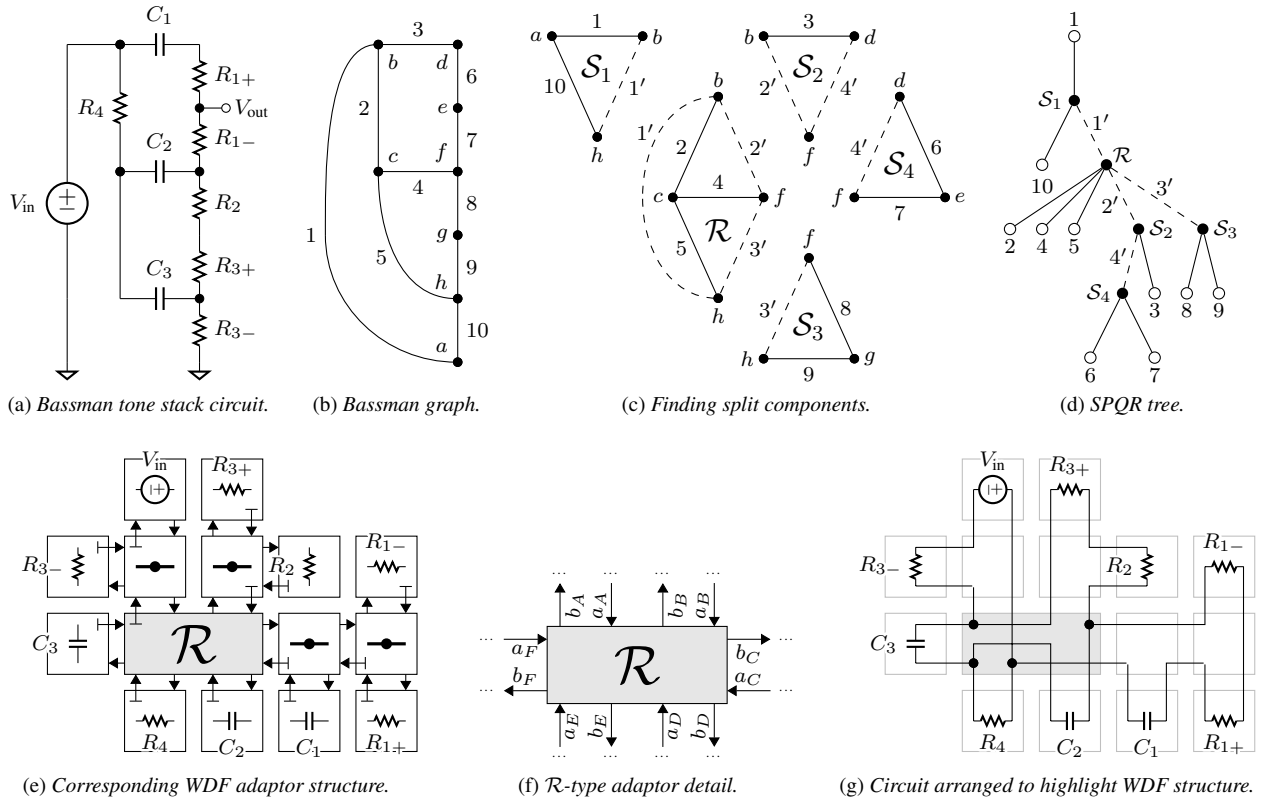 C1
R1+
R4
Vout
R1−
C2
Vin
R2
C3
R3+
R3−
(a) Bassman tone stack circuit.
3
b
d
6
2
e
7
c
f
4
8
1
g
5
9
h
a
10
(b) Bassman graph.
1
a
b
S1
10
1′
h
3
b
d
S2
2′
4′
f
b
1′
2
2′
4
c
f
R
5
3′
h
d
4′
6
S4
f
e
7
f
3′
8
S3
h
g
9
(c) Finding split components.
1
S1
1′
R
10
3′
2′
2
4
5
S2
S3
4′
S4
3
8
9
6
7
(d) SPQR tree.
Vin
R3+
R3−
R2
R1−
C3
R
R4
C2
C1
R1+
(e) Corresponding WDF adaptor structure.
... ... ... ...
bA
aA
bB
aB
... ...
aF
bC
R
bF
aC
... ...
aE
bE
aD
bD
... ... ... ...
(f) R-type adaptor detail.
Vin
R3+
R1−
R3−
R2
C3
R4
C2
C1
R1+
(g) Circuit arranged to highlight WDF structure.